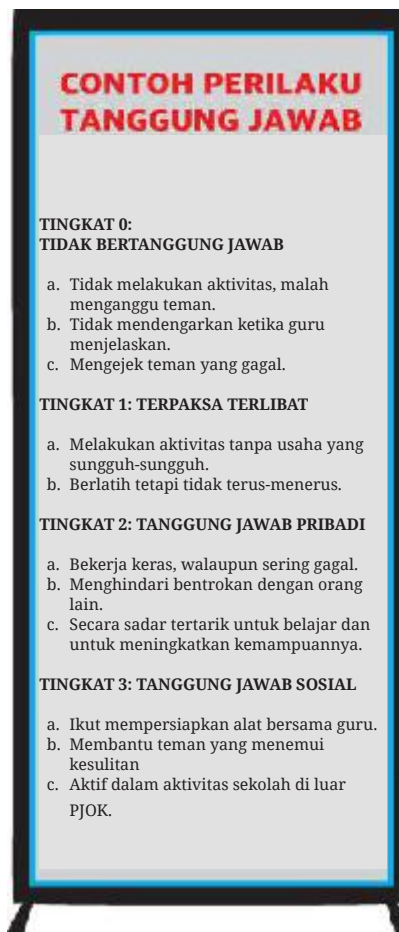 CONTOH PERILAKU
TANGGUNG JAWAB
TINGKAT 0:
TIDAK BERTANGGUNG JAWAB
a. Tidak melakukan aktivitas, malah
menganggu teman.
b. Tidak mendengarkan ketika guru
menjelaskan.
c. Mengejek teman yang gagal.
TINGKAT 1: TERPAKSA TERLIBAT
a. Melakukan aktivitas tanpa usaha yang
sungguh-sungguh.
b. Berlatih tetapi tidak terus-menerus.
TINGKAT 2: TANGGUNG JAWAB PRIBADI
a. Bekerja keras, walaupun sering gagal.
b. Menghindari bentrokan dengan orang
lain.
c. Secara sadar tertarik untuk belajar dan
untuk meningkatkan kemampuannya.
TINGKAT 3: TANGGUNG JAWAB SOSIAL
a. Ikut mempersiapkan alat bersama guru.
b. Membantu teman yang menemui
kesulitan
c. Aktif dalam aktivitas sekolah di luar
PJOK.